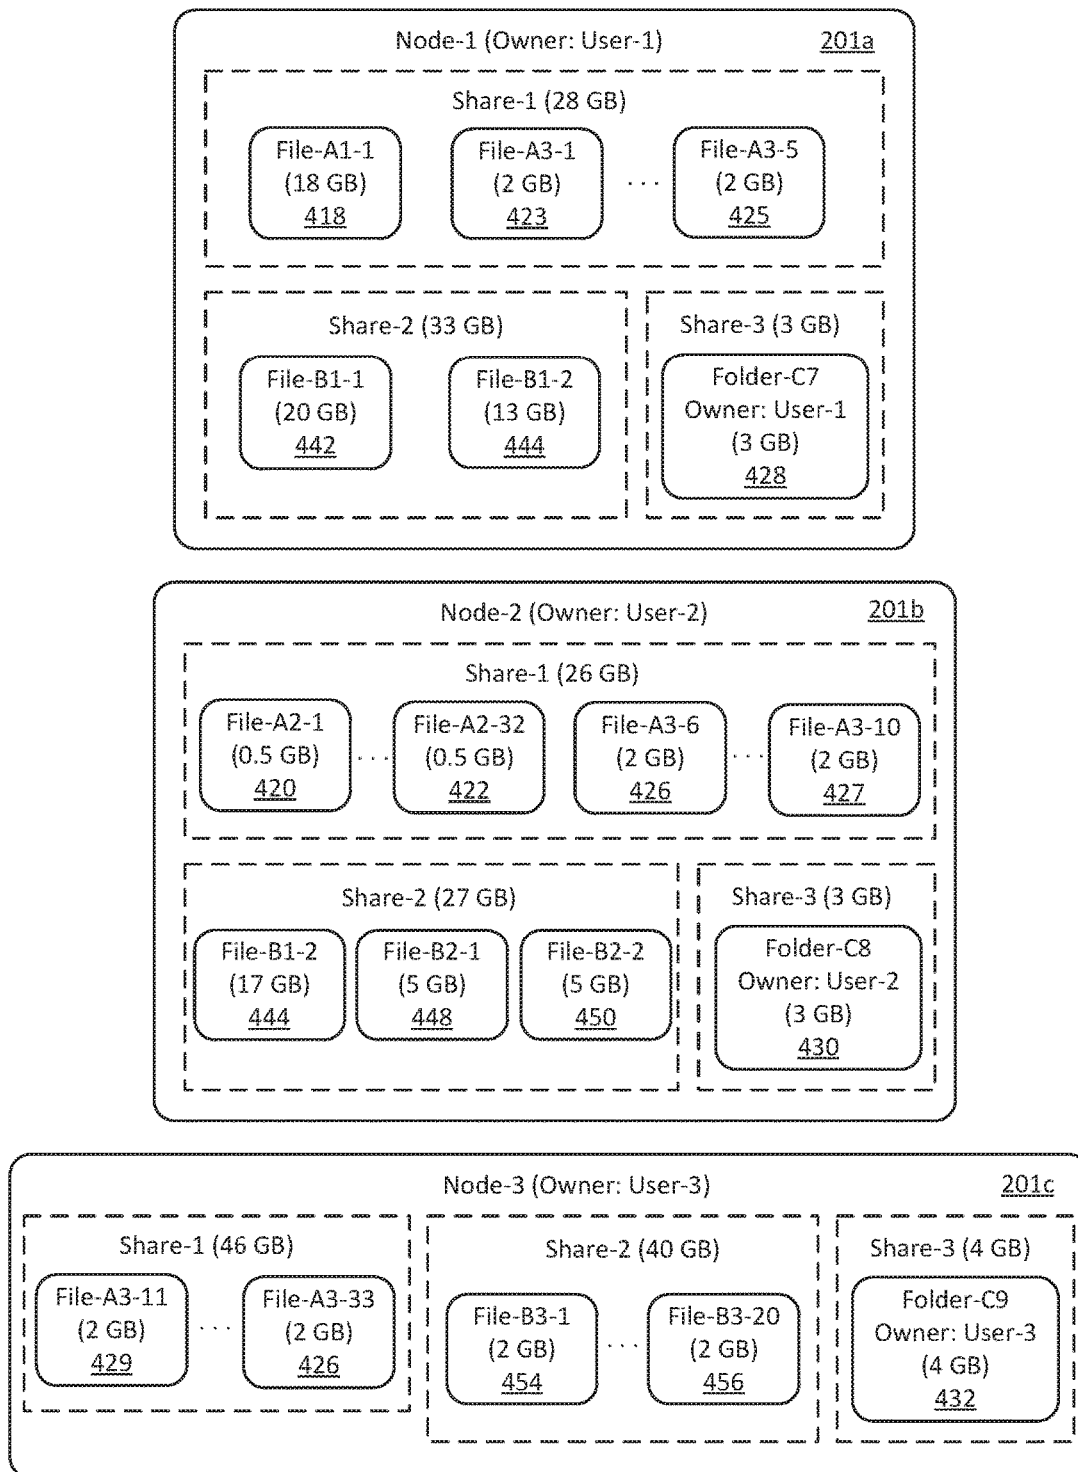 Node-1 (Owner: User-1) 201a
Share-1 (28 GB)
File-A1-1 File-A3-1 File-A3-5
(18 GB) (2 GB) . . . (2 GB)
418 423 425
Share-2 (33 GB) Share-3 (3 GB)
File-B1-1 File-B1-2 Folder-C7
(20 GB) (13 GB) Owner: User-1
442 444 (3 GB)
428
Node-2 (Owner: User-2) 201b
Share-1 (26 GB)
File-A2-1 File-A2-32 File-A3-6 File-A3-10
(0.5 GB) . . . (0.5 GB) (2 GB) . . . (2 GB)
420 422 426 427
Share-2 (27 GB) Share-3 (3 GB)
File-B1-2 File-B2-1 File-B2-2 Folder-C8
(17 GB) (5 GB) (5 GB) Owner: User-2
444 448 450 (3 GB)
430
Node-3 (Owner: User-3) 201c
Share-1 (46 GB) Share-2 (40 GB) Share-3 (4 GB)
File-A3-11 File-A3-33 File-B3-1 File-B3-20 Folder-C9
(2 GB) . . . (2 GB) (2 GB) . . . (2 GB) Owner: User-3
429 426 454 456 (4 GB)
432